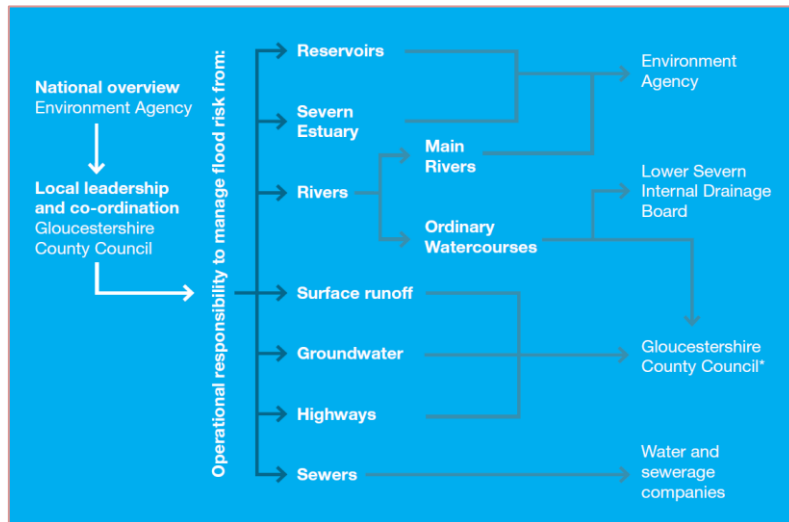 National overview
Environment Agency
Local leadership
and co-ordination
Gloucestershire
County Council
Operational responsibility to manage flood risk from:
Reservoirs
Severn
Estuary
Rivers
Main
Rivers
Ordinary
Watercourses
Surface runoff
Groundwater
Highways
Sewers
Environment
Agency
Lower Severn
Internal Drainage
Board
Gloucestershire
County Council*
Water and
sewerage
companies